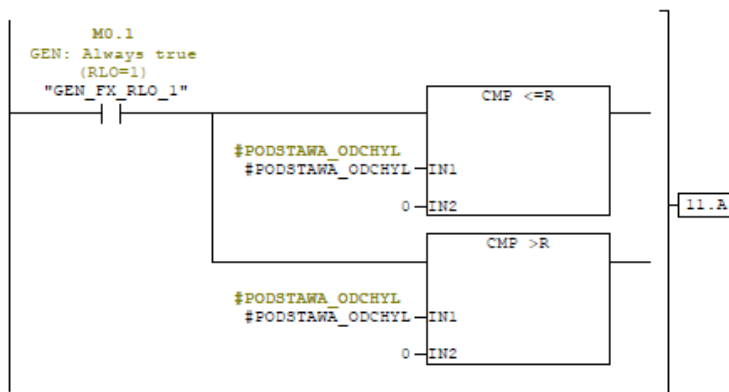 M0.1
GEN: Always true
(RLO=1)
"GEN_FX_RLO_1"
CMP <=R
#PODSTAWA_ODCHYL
#PODSTAWA_ODCHYL IN1
0 IN2
11.A
CMP >R
#PODSTAWA_ODCHYL
#PODSTAWA_ODCHYL IN1
0 IN2